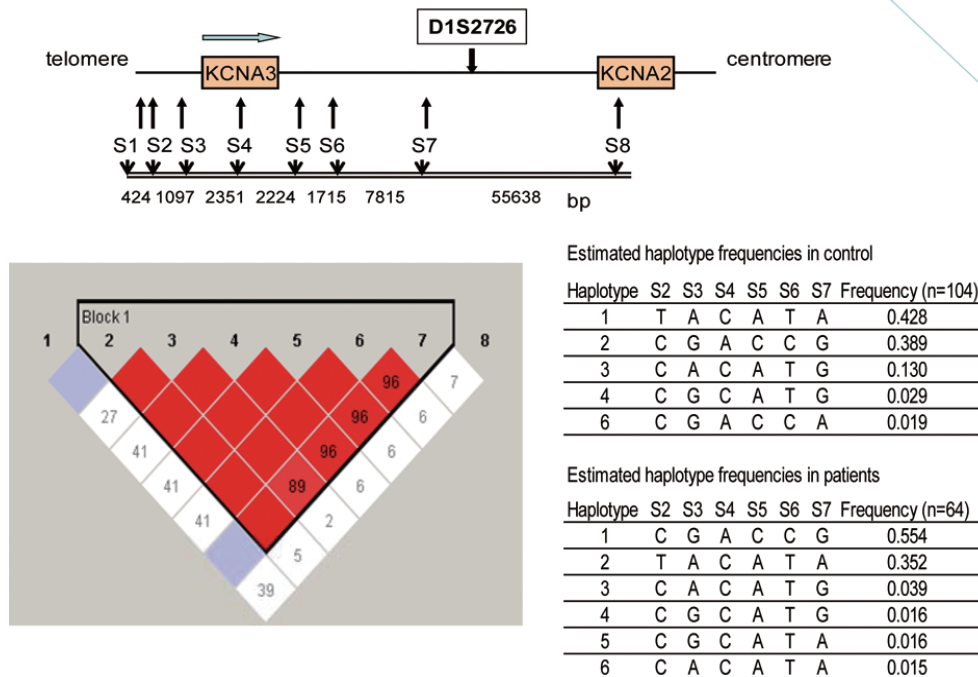 D1S2726
telomere KCNA3 KCNA2 centromere
S1 S2 S3 S4 S5 S6 S7 S8
424 1097 2351 2224 1715 7815 55638 bp
Block 1
1 2 3 4 5 6 7 8
96 7
27 96 6
41 96 6
41 89 6
41 2
5
39
Estimated haplotype frequencies in control
Haplotype S2 S3 S4 S5 S6 S7 Frequency (n=104)
1 T A C A T A 0.428
2 C G A C C G 0.389
3 C A C A T G 0.130
4 C G C A T G 0.029
6 C G A C C A 0.019
Estimated haplotype frequencies in patients
Haplotype S2 S3 S4 S5 S6 S7 Frequency (n=64)
1 C G A C C G 0.554
2 T A C A T A 0.352
3 C A C A T G 0.039
4 C G C A T G 0.016
5 C G C A T A 0.016
6 C A C A T A 0.015